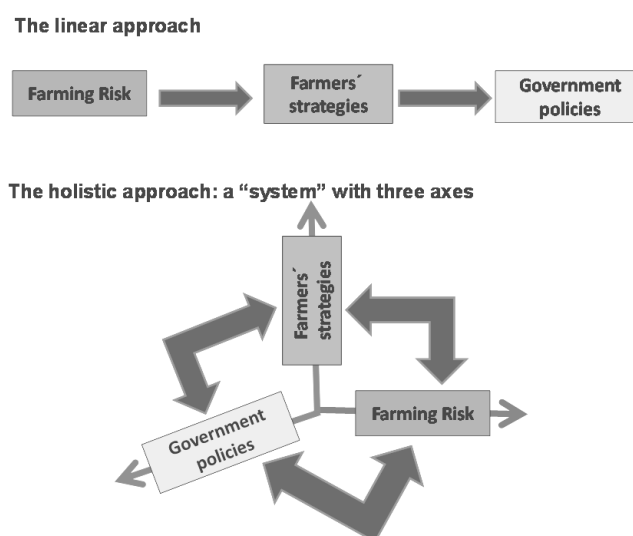 The linear approach
Farming Risk
Farmers´
strategies
Government
policies
The holistic approach: a “system” with three axes
Farmers´
strategies
Government
policies
Farming Risk